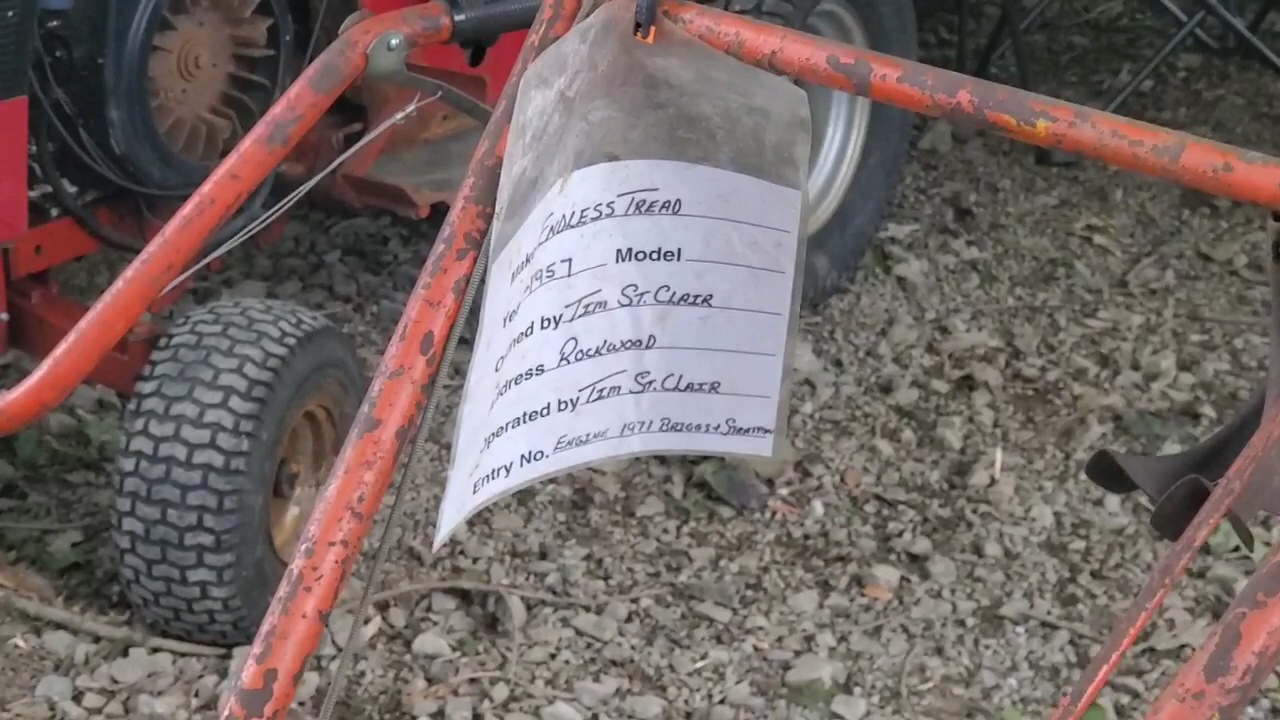 Make ENDLESS TREAD
Year 1957 Model
Owned by TIM ST. CLAIR
Address ROCKWOOD
Operated by TIM ST. CLAIR
Entry No. ENGINE 1971 BRIGGS & STRATTON